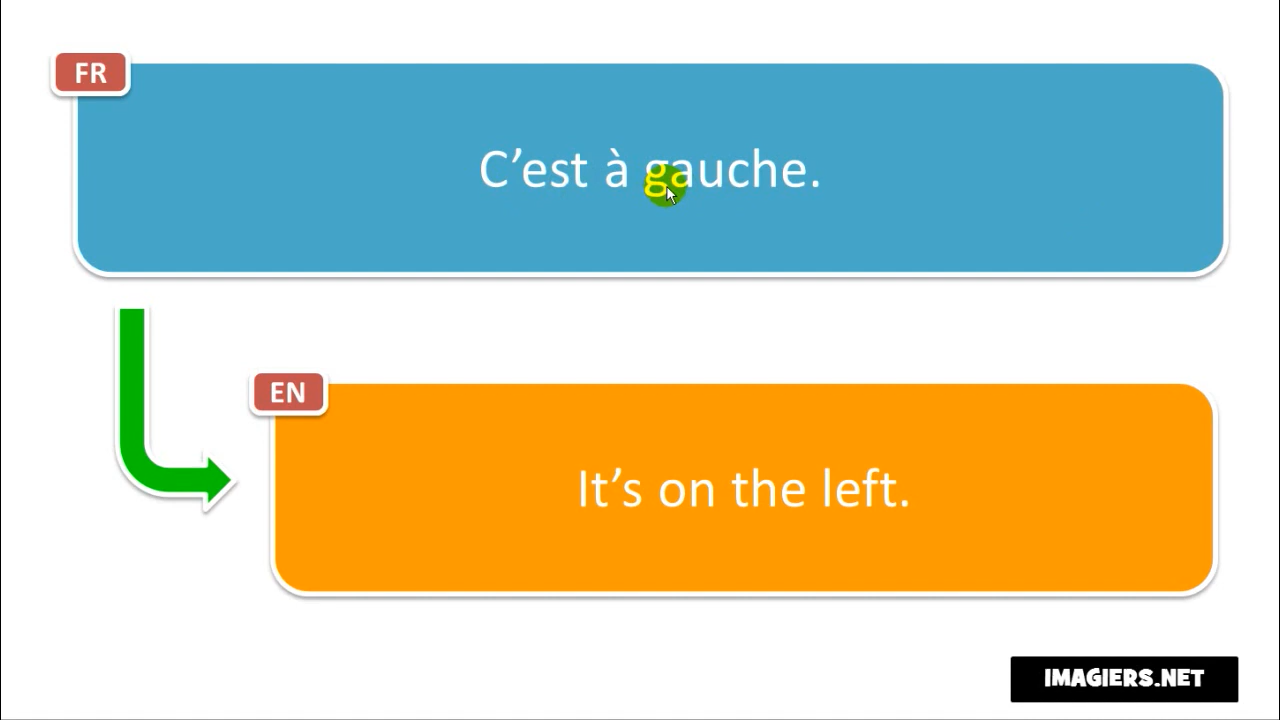 FR
C’est à gauche.
EN
It’s on the left.
IMAGIERS.NET